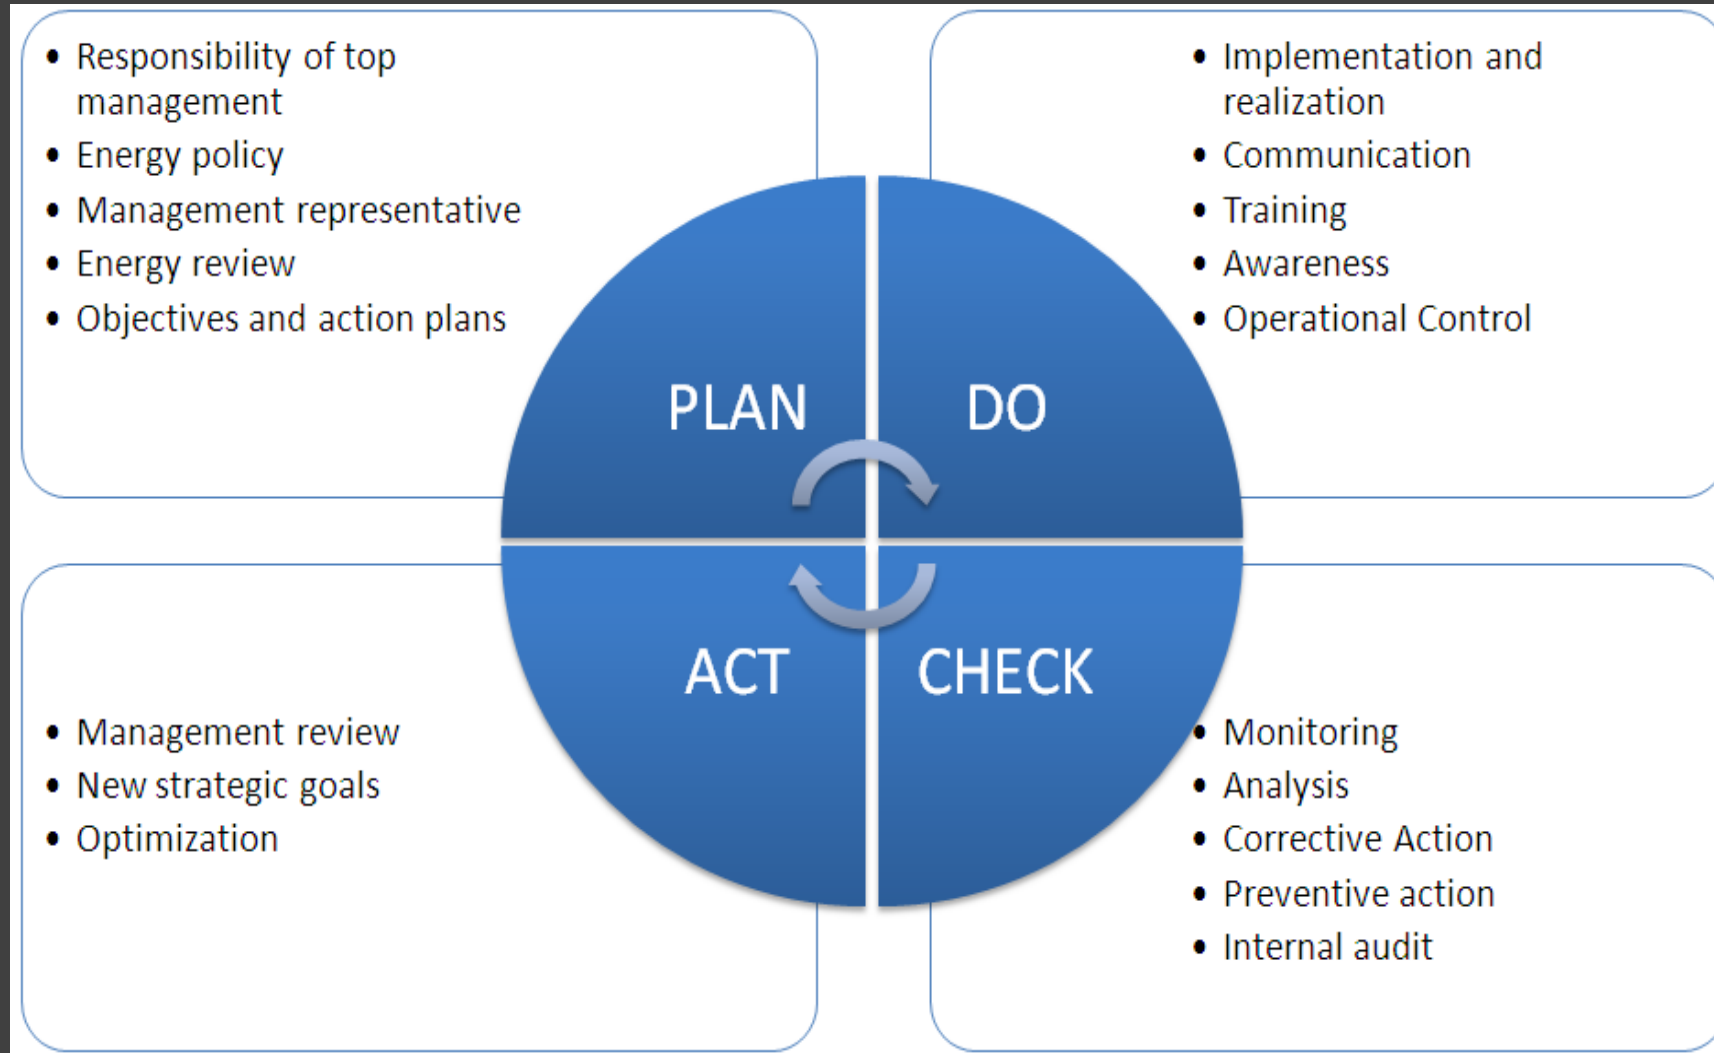 • Responsibility of top
management
• Energy policy
• Management representative
• Energy review
• Objectives and action plans
• Implementation and
realization
• Communication
• Training
• Awareness
• Operational Control
PLAN
DO
ACT
CHECK
• Management review
• New strategic goals
• Optimization
• Monitoring
• Analysis
• Corrective Action
• Preventive action
• Internal audit